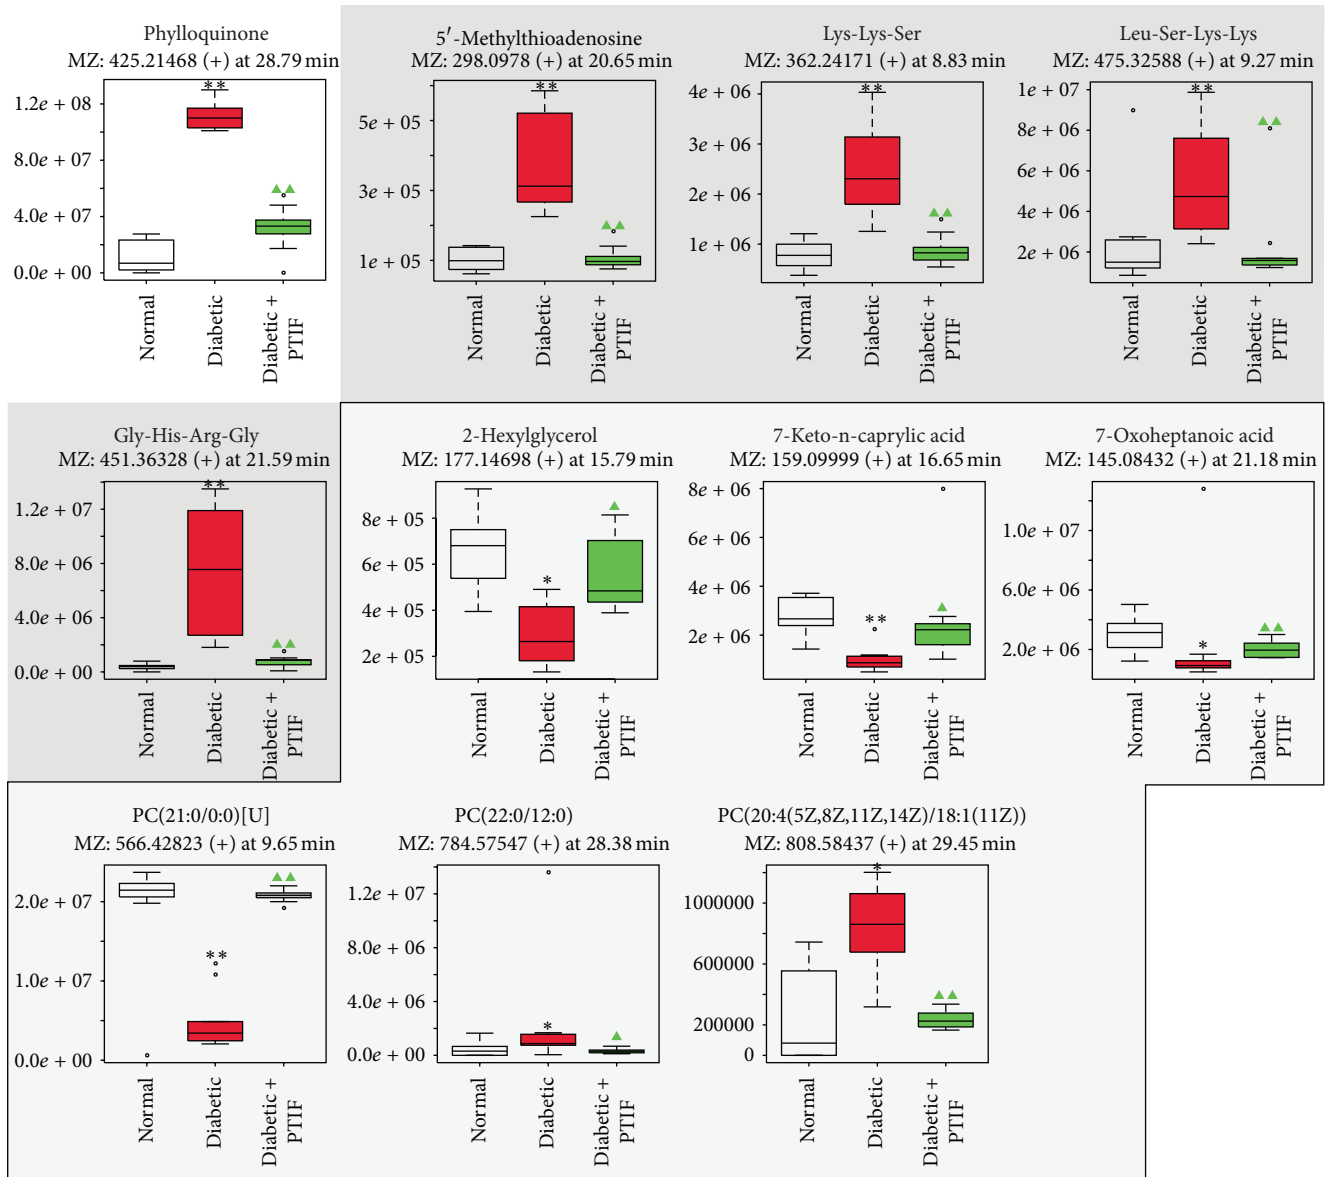 Phylloquinone
MZ: 425.21468 (+) at 28.79 min
1.2e + 08
8.0e + 07
4.0e + 07
0.0e + 00
**
Normal
Diabetic
Diabetic +
PTIF
5′-Methylthioadenosine
MZ: 298.0978 (+) at 20.65 min
5e + 05
3e + 05
1e + 05
**
Normal
Diabetic
Diabetic +
PTIF
Lys-Lys-Ser
MZ: 362.24171 (+) at 8.83 min
4e + 06
3e + 06
2e + 06
1e + 06
**
Normal
Diabetic
Diabetic +
PTIF
Leu-Ser-Lys-Lys
MZ: 475.32588 (+) at 9.27 min
1e + 07
8e + 06
6e + 06
4e + 06
2e + 06
**
Normal
Diabetic
Diabetic +
PTIF
Gly-His-Arg-Gly
MZ: 451.36328 (+) at 21.59 min
1.2e + 07
8.0e + 06
4.0e + 06
0.0e + 00
**
Normal
Diabetic
Diabetic +
PTIF
2-Hexylglycerol
MZ: 177.14698 (+) at 15.79 min
8e + 05
6e + 05
4e + 05
2e + 05
*
Normal
Diabetic
Diabetic +
PTIF
7-Keto-n-caprylic acid
MZ: 159.09999 (+) at 16.65 min
8e + 06
6e + 06
4e + 06
2e + 06
**
Normal
Diabetic
Diabetic +
PTIF
7-Oxoheptanoic acid
MZ: 145.08432 (+) at 21.18 min
1.0e + 07
6.0e + 06
2.0e + 06
*
Normal
Diabetic
Diabetic +
PTIF
PC(21:0/0:0)[U]
MZ: 566.42823 (+) at 9.65 min
2.0e + 07
1.0e + 07
0.0e + 00
**
Normal
Diabetic
Diabetic +
PTIF
PC(22:0/12:0)
MZ: 784.57547 (+) at 28.38 min
1.2e + 07
8.0e + 06
4.0e + 06
0.0e + 00
*
Normal
Diabetic
Diabetic +
PTIF
PC(20:4(5Z,8Z,11Z,14Z)/18:1(11Z))
MZ: 808.58437 (+) at 29.45 min
1000000
600000
200000
0
*
Normal
Diabetic
Diabetic +
PTIF